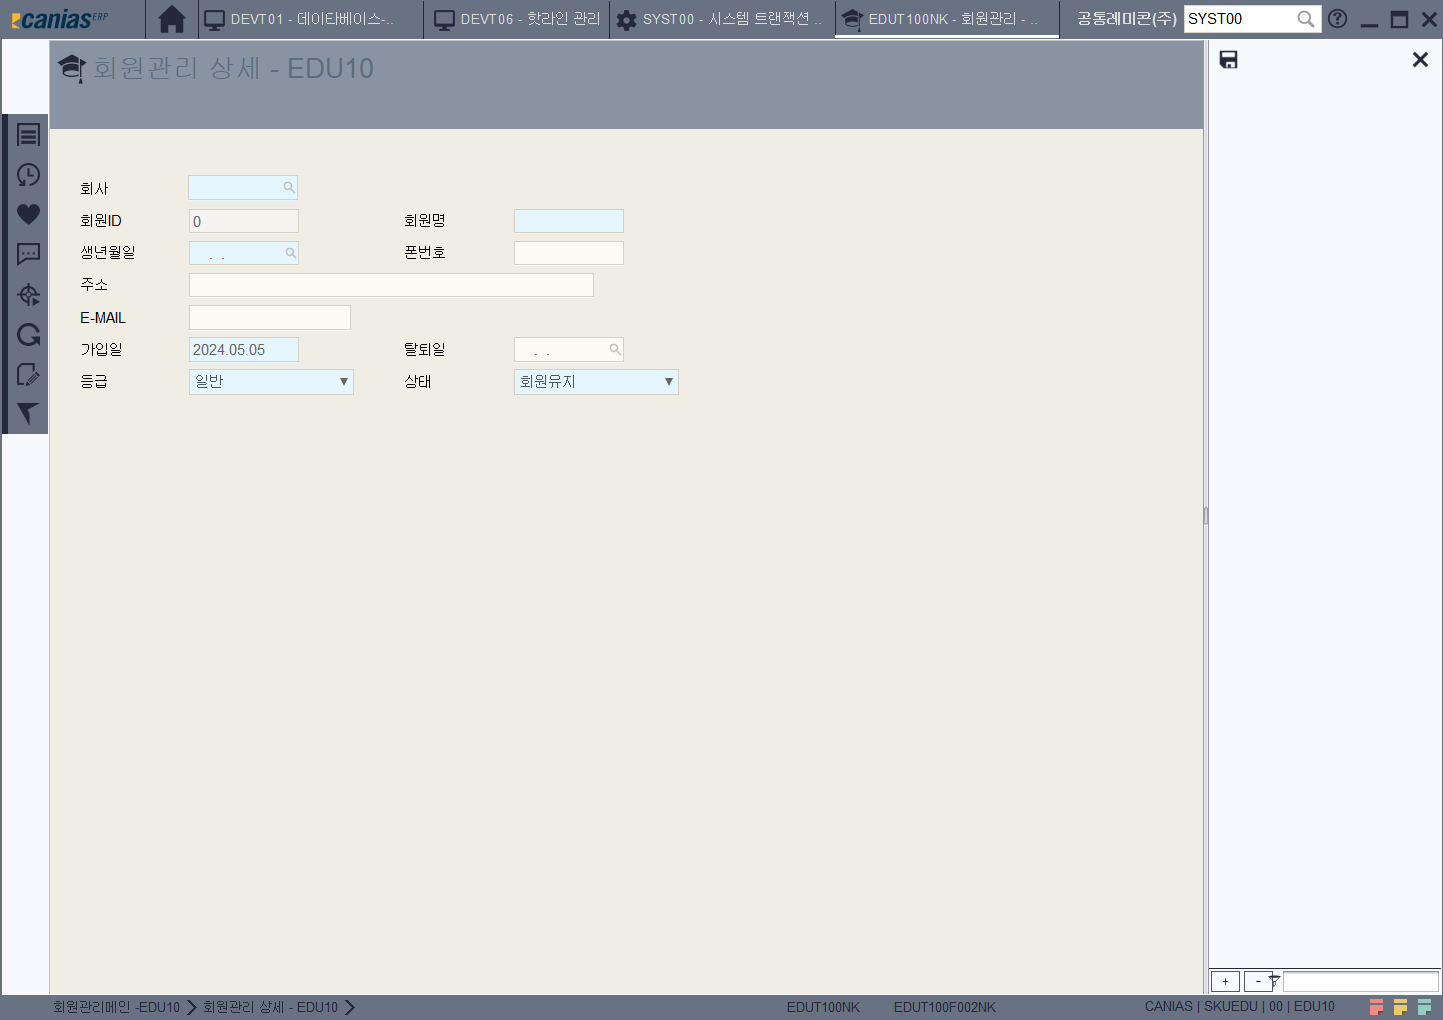 canias ERP
DEVT01 - 데이타베이스-..
DEVT06 - 핫라인 관리
SYST00 - 시스템 트랜잭션 ..
EDUT100NK - 회원관리 - ..
공통레미콘(주)
SYST00
회원관리 상세 - EDU10
회사
회원ID 0 회원명
생년월일 . . 폰번호
주소
E-MAIL
가입일 2024.05.05 탈퇴일 . .
등급 일반 상태 회원유지
+ -
회원관리메인 -EDU10 회원관리 상세 - EDU10 EDUT100NK EDUT100F002NK CANIAS | SKUEDU | 00 | EDU10